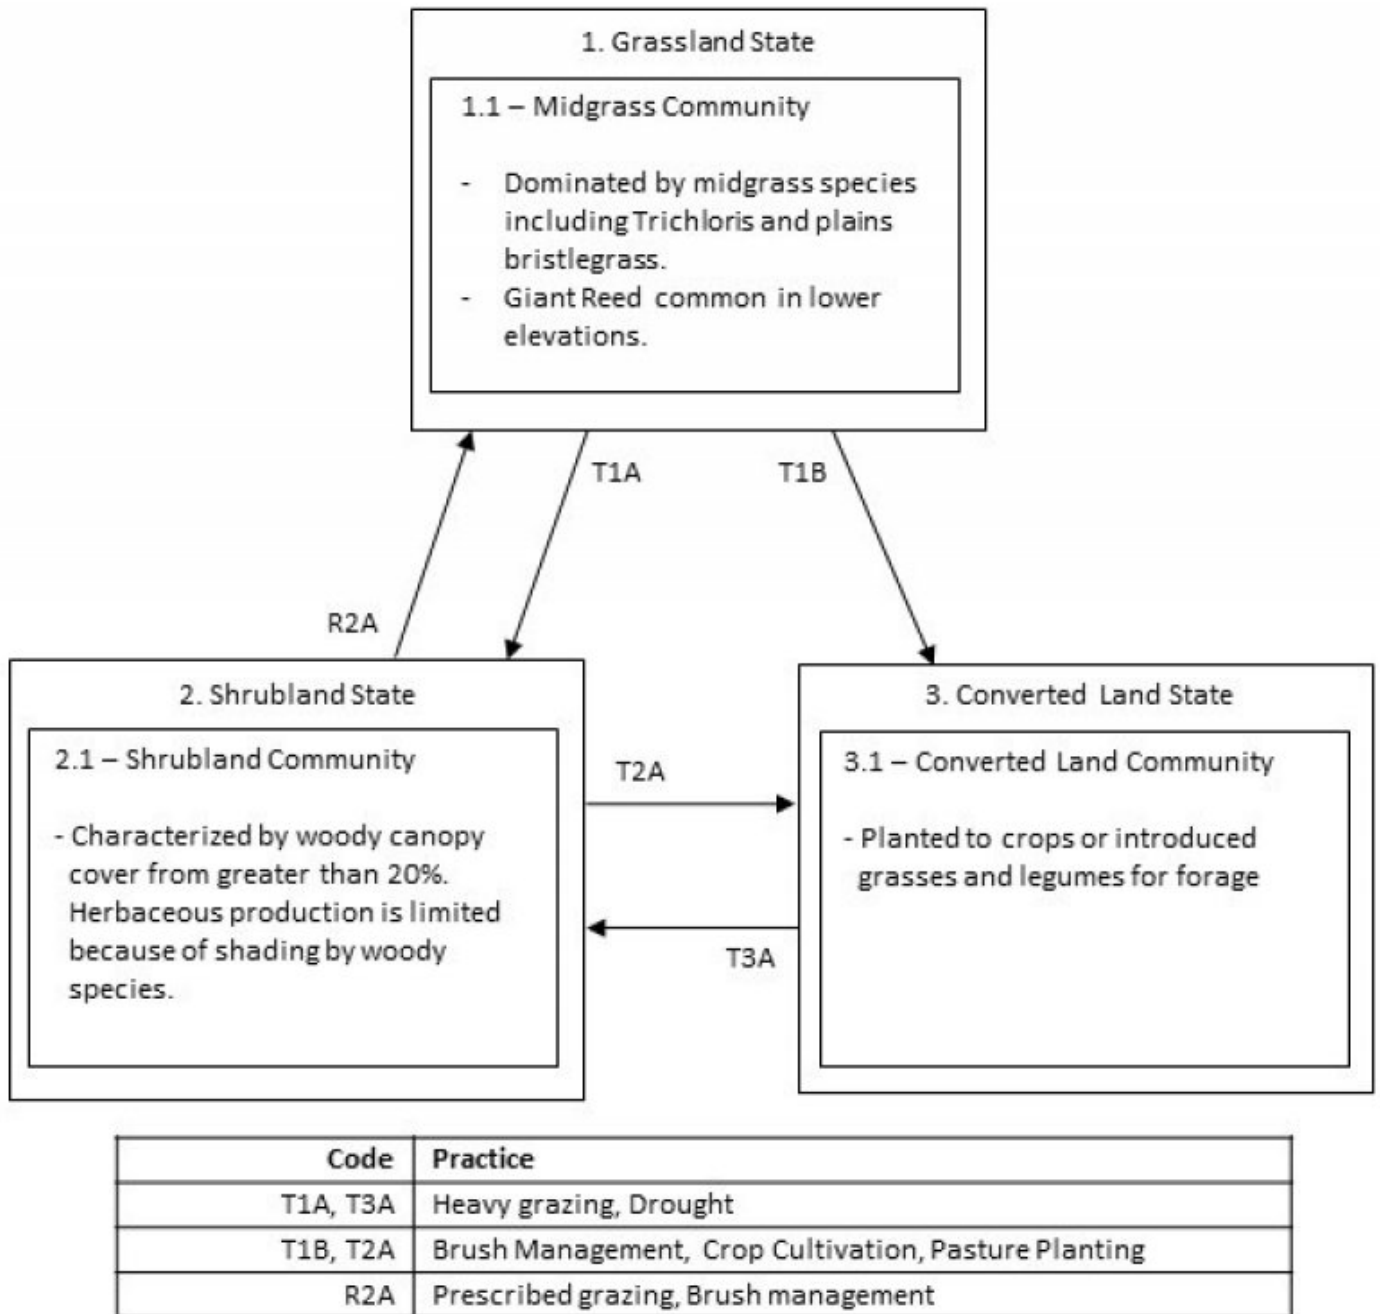 1. Grassland State
1.1 – Midgrass Community
- Dominated by midgrass species
including Trichloris and plains
bristlegrass.
- Giant Reed common in lower
elevations.
T1A
T1B
R2A
2. Shrubland State
2.1 – Shrubland Community
- Characterized by woody canopy
cover from greater than 20%.
Herbaceous production is limited
because of shading by woody
species.
T2A
T3A
3. Converted Land State
3.1 – Converted Land Community
- Planted to crops or introduced
grasses and legumes for forage
Code Practice
T1A, T3A Heavy grazing, Drought
T1B, T2A Brush Management, Crop Cultivation, Pasture Planting
R2A Prescribed grazing, Brush management